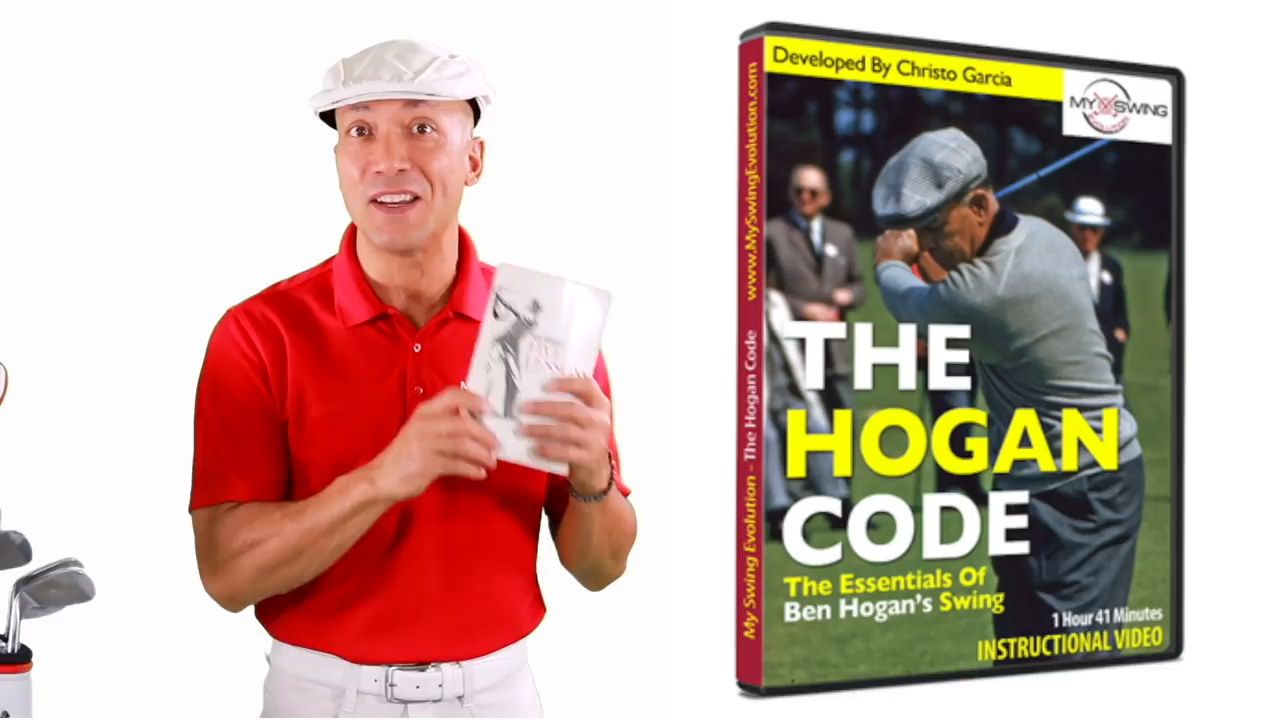 Developed By Christo Garcia
MY SWING
www.MySwingEvolution.com
My Swing Evolution - The Hogan Code
THE
HOGAN
CODE
The Essentials Of
Ben Hogan's Swing
1 Hour 41 Minutes
INSTRUCTIONAL VIDEO